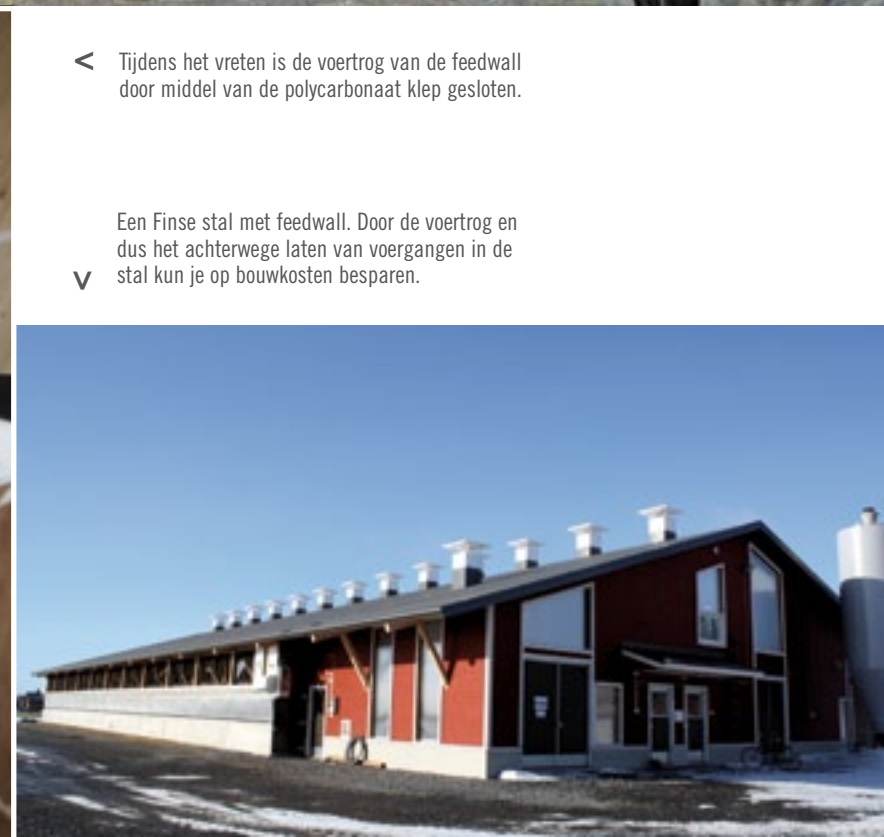 < Tijdens het vreten is de voertrog van de feedwall
door middel van de polycarbonaat klep gesloten.
Een Finse stal met feedwall. Door de voertrog en
dus het achterwege laten van voergangen in de
v stal kun je op bouwkosten besparen.